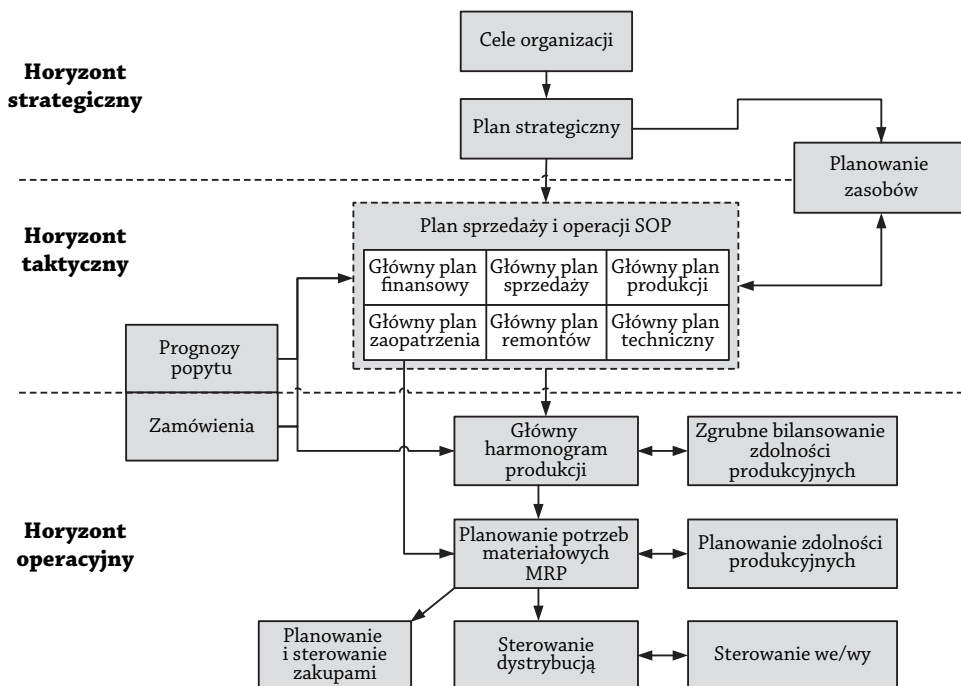 Cele organizacji
Horyzont
strategiczny
Plan strategiczny
Planowanie
zasobów
Horyzont
taktyczny
Plan sprzedaży i operacji SOP
Główny plan
finansowy
Główny plan
sprzedaży
Główny plan
produkcji
Główny plan
zaopatrzenia
Główny plan
remontów
Główny plan
techniczny
Prognozy
popytu
Zamówienia
Główny
harmonogram
produkcji
Zgrubne bilansowanie
zdolności
produkcyjnych
Horyzont
operacyjny
Planowanie potrzeb
materiałowych
MRP
Planowanie zdolności
produkcyjnych
Planowanie
i sterowanie
zakupami
Sterowanie
dystrybucją
Sterowanie we/wy